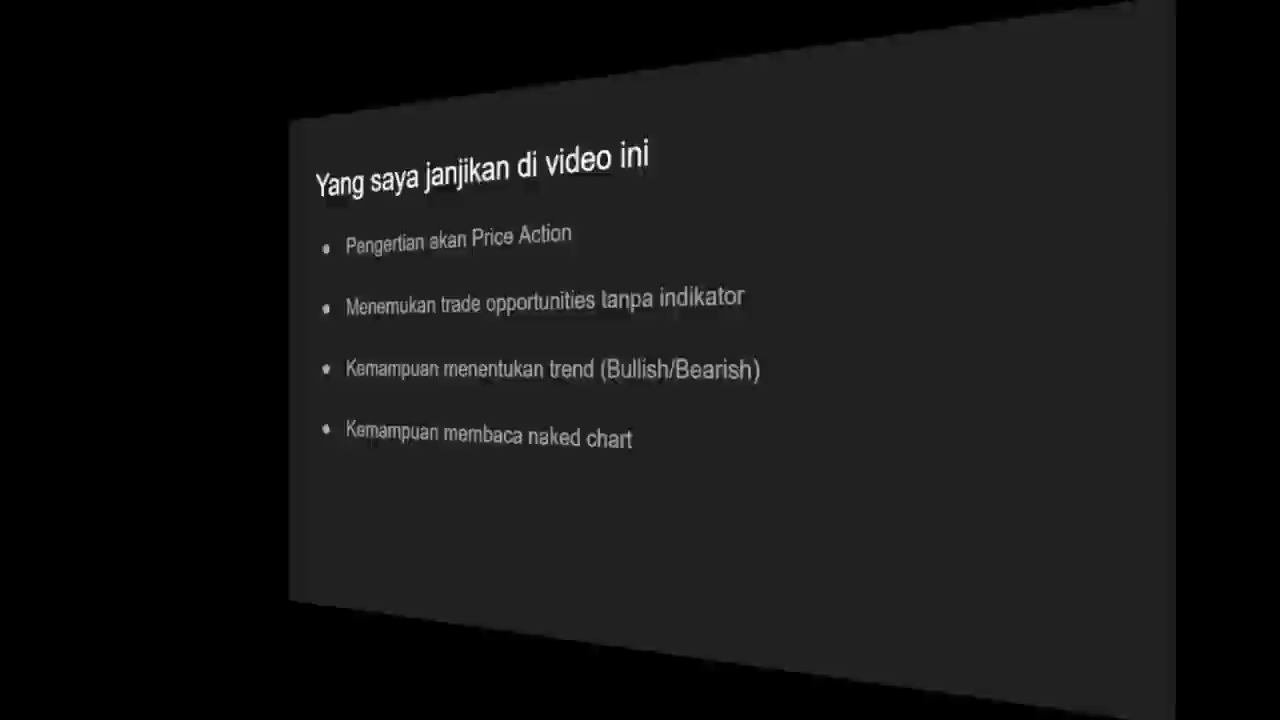 Yang saya janjikan di video ini
● Pengertian akan Price Action
● Menemukan trade opportunities tanpa indikator
● Kemampuan menentukan trend (Bullish/Bearish)
● Kemampuan membaca naked chart